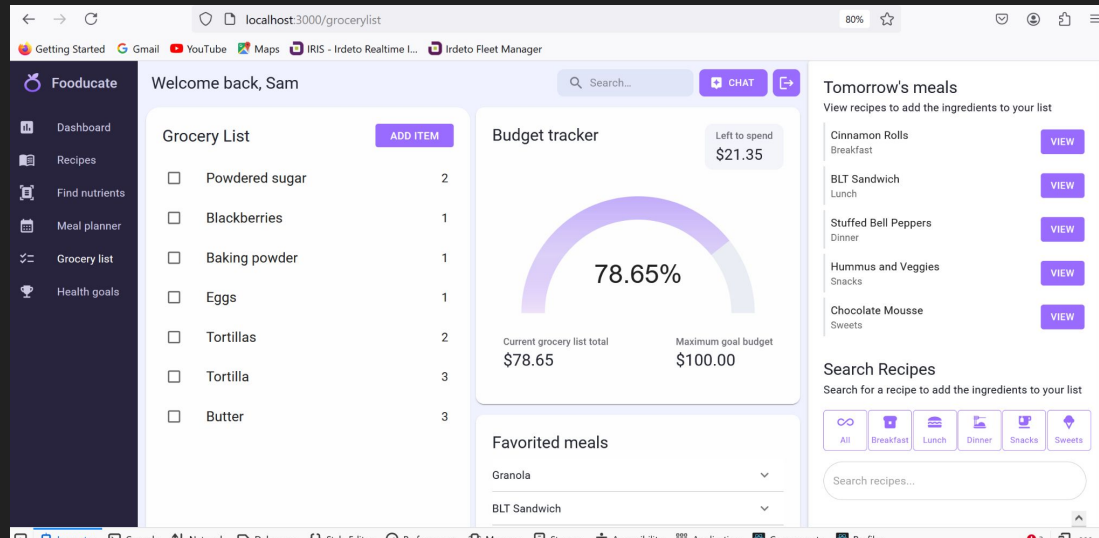 localhost:3000/grocerylist
80%
Getting Started
Gmail
YouTube
Maps
IRIS - Irdeto Realtime I...
Irdeto Fleet Manager
Fooducate
Dashboard
Recipes
Find nutrients
Meal planner
Grocery list
Health goals
Welcome back, Sam
Search...
CHAT
Grocery List
ADD ITEM
Powdered sugar 2
Blackberries 1
Baking powder 1
Eggs 1
Tortillas 2
Tortilla 3
Butter 3
Budget tracker
Left to spend
$21.35
78.65%
Current grocery list total
$78.65
Maximum goal budget
$100.00
Favorited meals
Granola
BLT Sandwich
Tomorrow's meals
View recipes to add the ingredients to your list
Cinnamon Rolls
Breakfast
VIEW
BLT Sandwich
Lunch
VIEW
Stuffed Bell Peppers
Dinner
VIEW
Hummus and Veggies
Snacks
VIEW
Chocolate Mousse
Sweets
VIEW
Search Recipes
Search for a recipe to add the ingredients to your list
All
Breakfast
Lunch
Dinner
Snacks
Sweets
Search recipes...